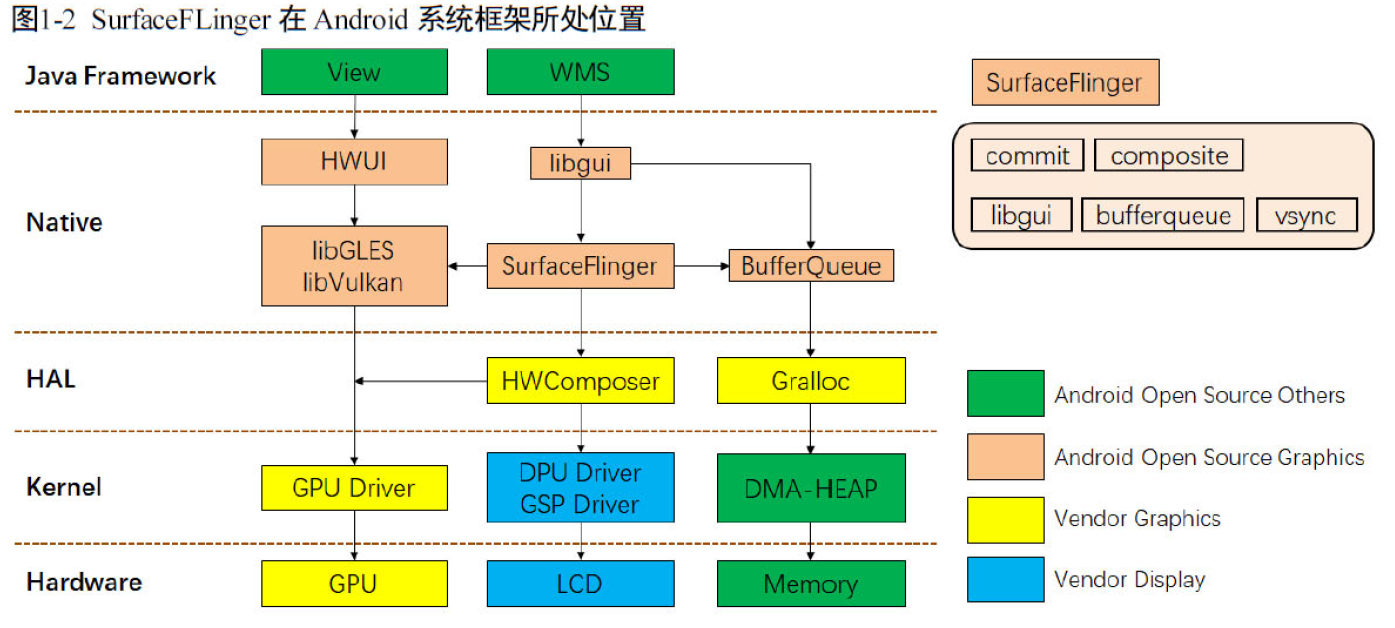 图1-2 SurfaceFLinger 在 Android 系统框架所处位置
Java Framework
View
WMS
SurfaceFlinger
commit
composite
libgui
bufferqueue
vsync
Native
HWUI
libgui
libGLES
libVulkan
SurfaceFlinger
BufferQueue
HAL
HWComposer
Gralloc
Android Open Source Others
Android Open Source Graphics
Kernel
GPU Driver
DPU Driver
GSP Driver
DMA-HEAP
Vendor Graphics
Hardware
GPU
LCD
Memory
Vendor Display